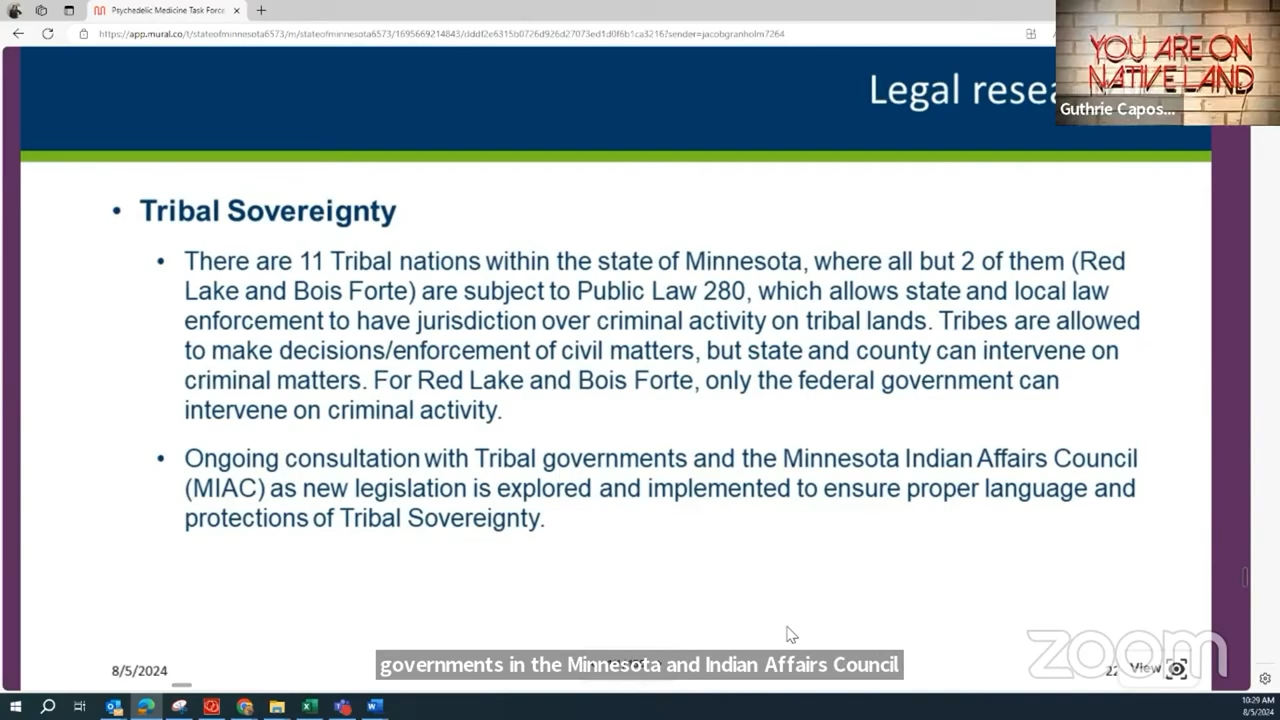 Psychedelic Medicine Task Force
https://app.mural.co/t/stateofminnesota6573/m/stateofminnesota6573/1695669214843/dddf2e6315b0726d926d27073ed1d0f6b1ca3216?sender=jacobgranholm7264
YOU ARE ON
NATIVE LAND
Guthrie Capos...
Legal resea
• Tribal Sovereignty
• There are 11 Tribal nations within the state of Minnesota, where all but 2 of them (Red
Lake and Bois Forte) are subject to Public Law 280, which allows state and local law
enforcement to have jurisdiction over criminal activity on tribal lands. Tribes are allowed
to make decisions/enforcement of civil matters, but state and county can intervene on
criminal matters. For Red Lake and Bois Forte, only the federal government can
intervene on criminal activity.
• Ongoing consultation with Tribal governments and the Minnesota Indian Affairs Council
(MIAC) as new legislation is explored and implemented to ensure proper language and
protections of Tribal Sovereignty.
governments in the Minnesota and Indian Affairs Council
8/5/2024
22
View
zoom
10:29 AM
8/5/2024